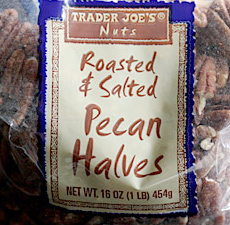 TRADER JOE'S®
Nuts
Roasted
& Salted
Pecan
Halves
NET WT. 16 OZ (1 LB) 454g